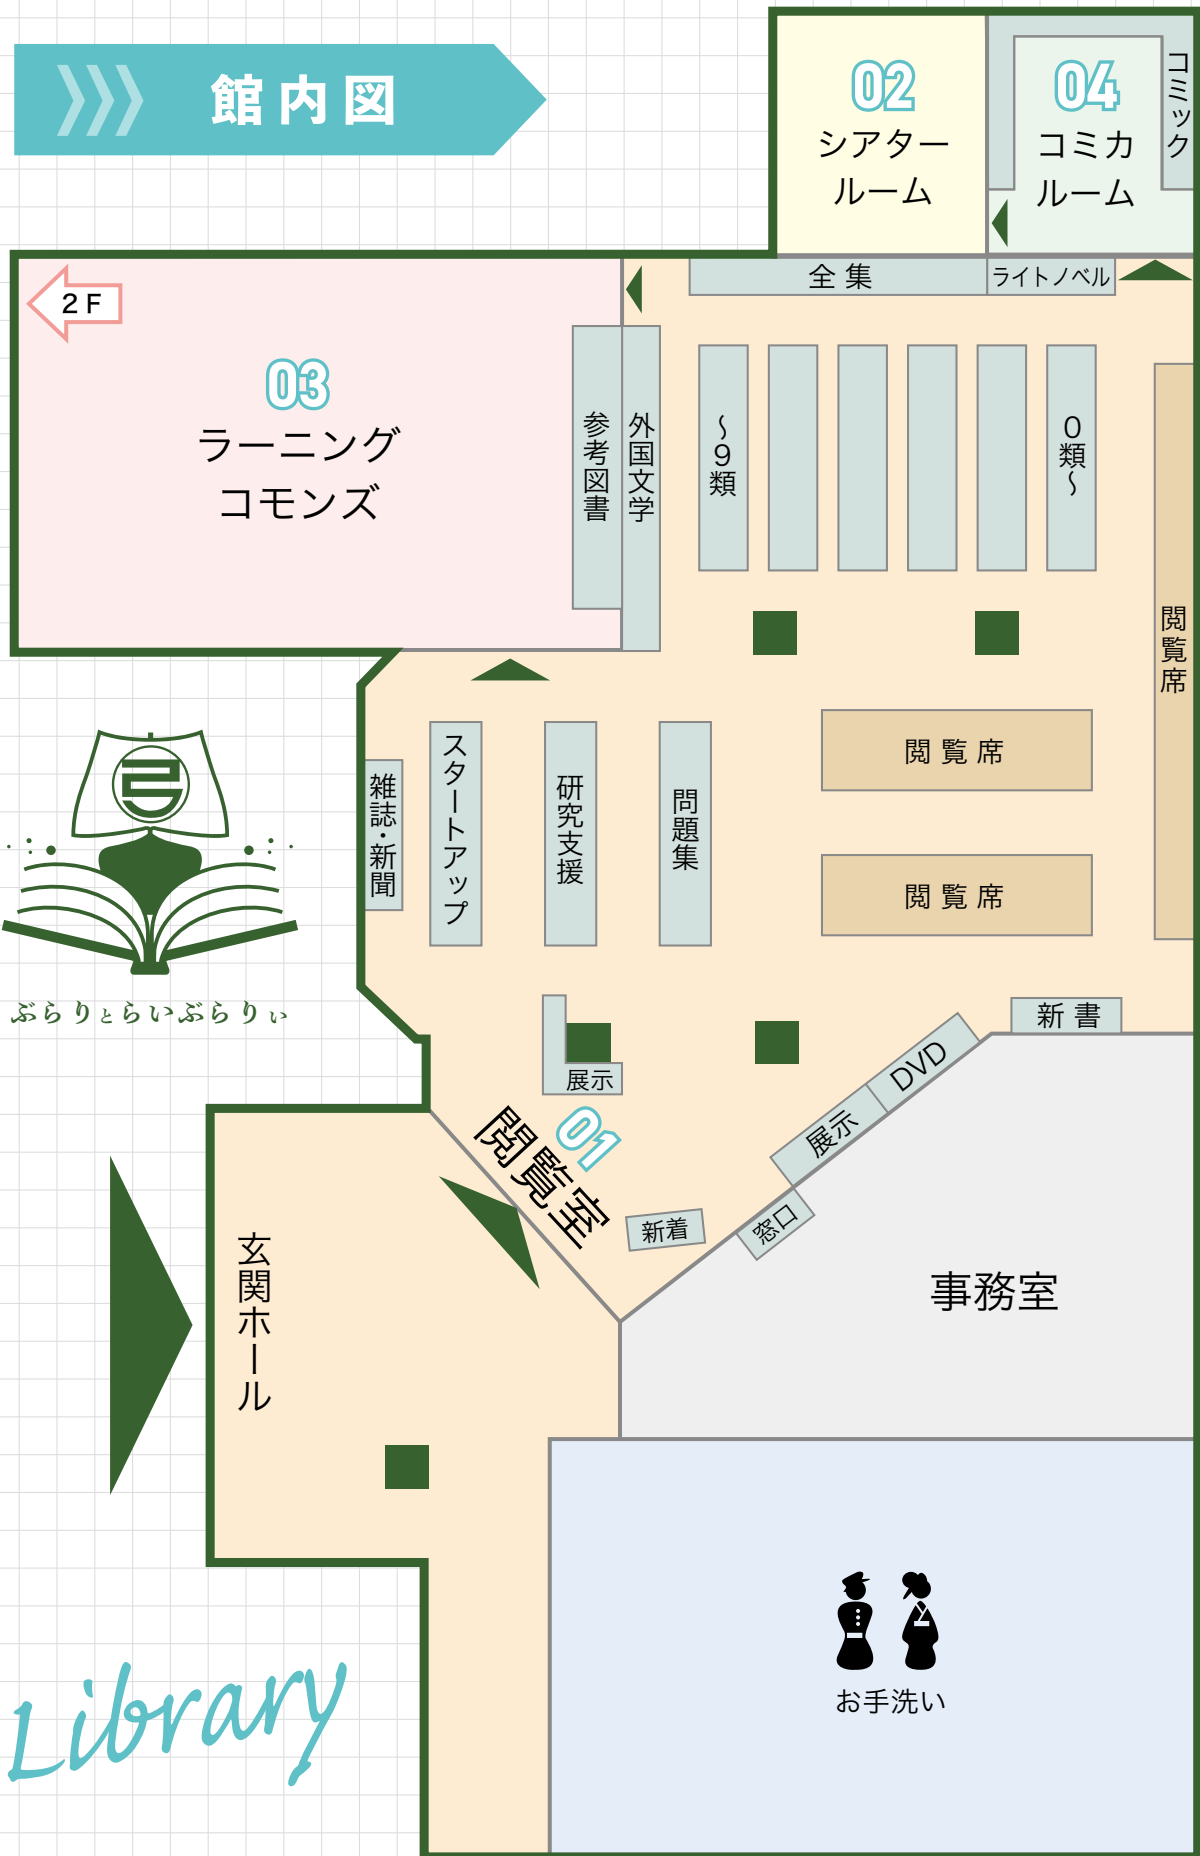 館内図
02
シアター
ルーム
04
コミカ
ルーム
コミック
2F
03
ラーニング
コモンズ
全集
ライトノベル
参考図書
外国文学
～9類
0類～
閲覧席
閲覧席
閲覧席
雑誌・新聞
スタートアップ
研究支援
問題集
ぶらりとらいぶらりぃ
展示
新書
DVD
展示
01
閲覧室
新着
窓口
玄関ホール
事務室
お手洗い
Library